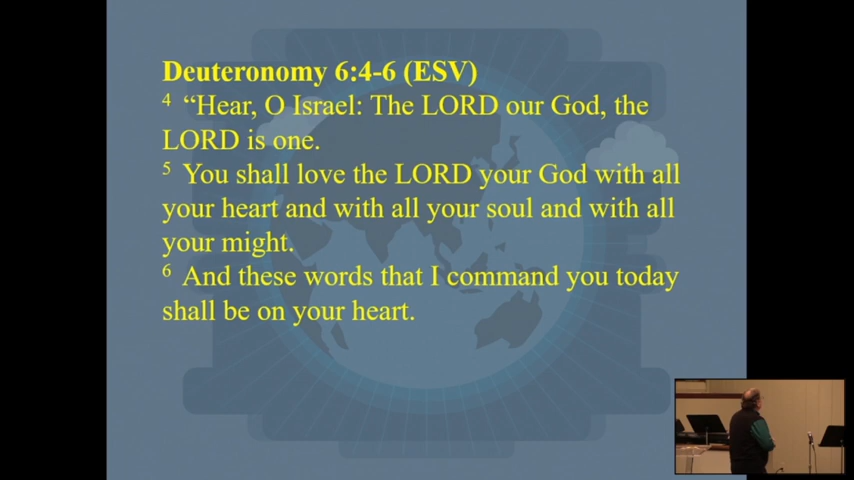 Deuteronomy 6:4-6 (ESV)
4 “Hear, O Israel: The LORD our God, the
LORD is one.
5 You shall love the LORD your God with all
your heart and with all your soul and with all
your might.
6 And these words that I command you today
shall be on your heart.